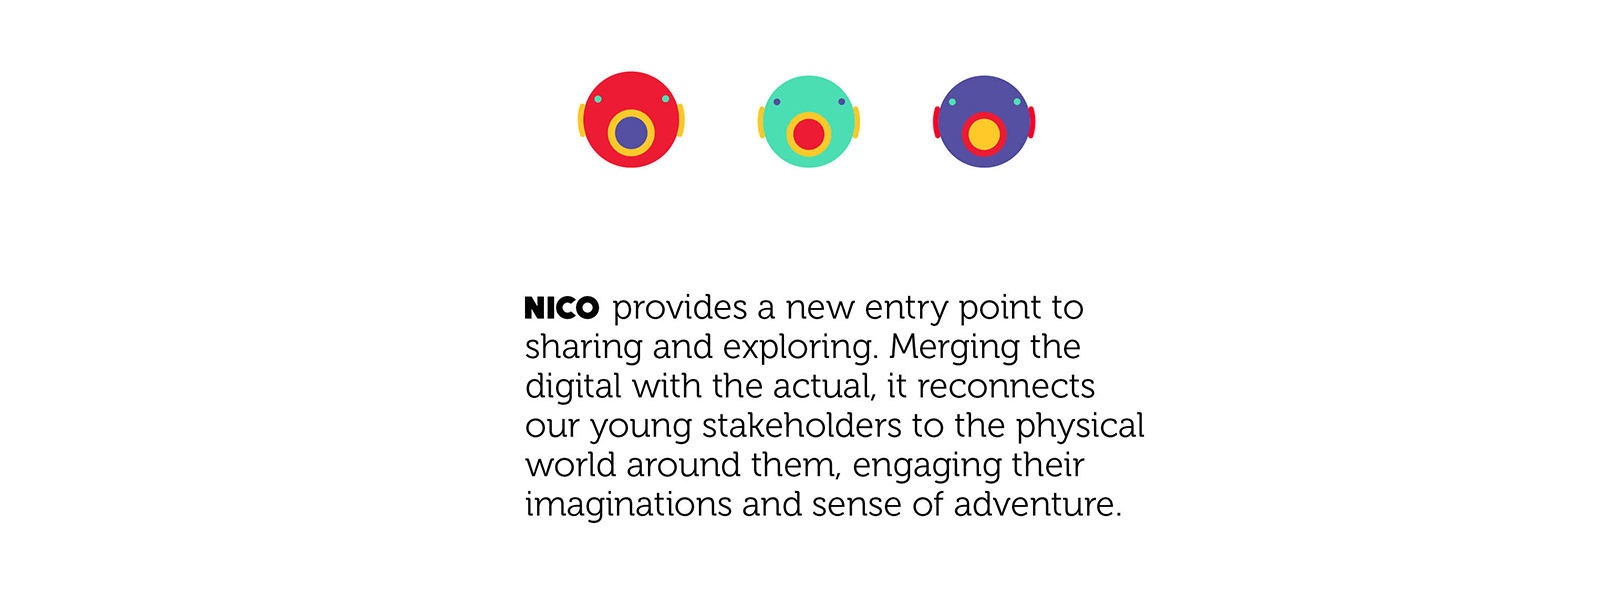 NICO provides a new entry point to
sharing and exploring. Merging the
digital with the actual, it reconnects
our young stakeholders to the physical
world around them, engaging their
imaginations and sense of adventure.